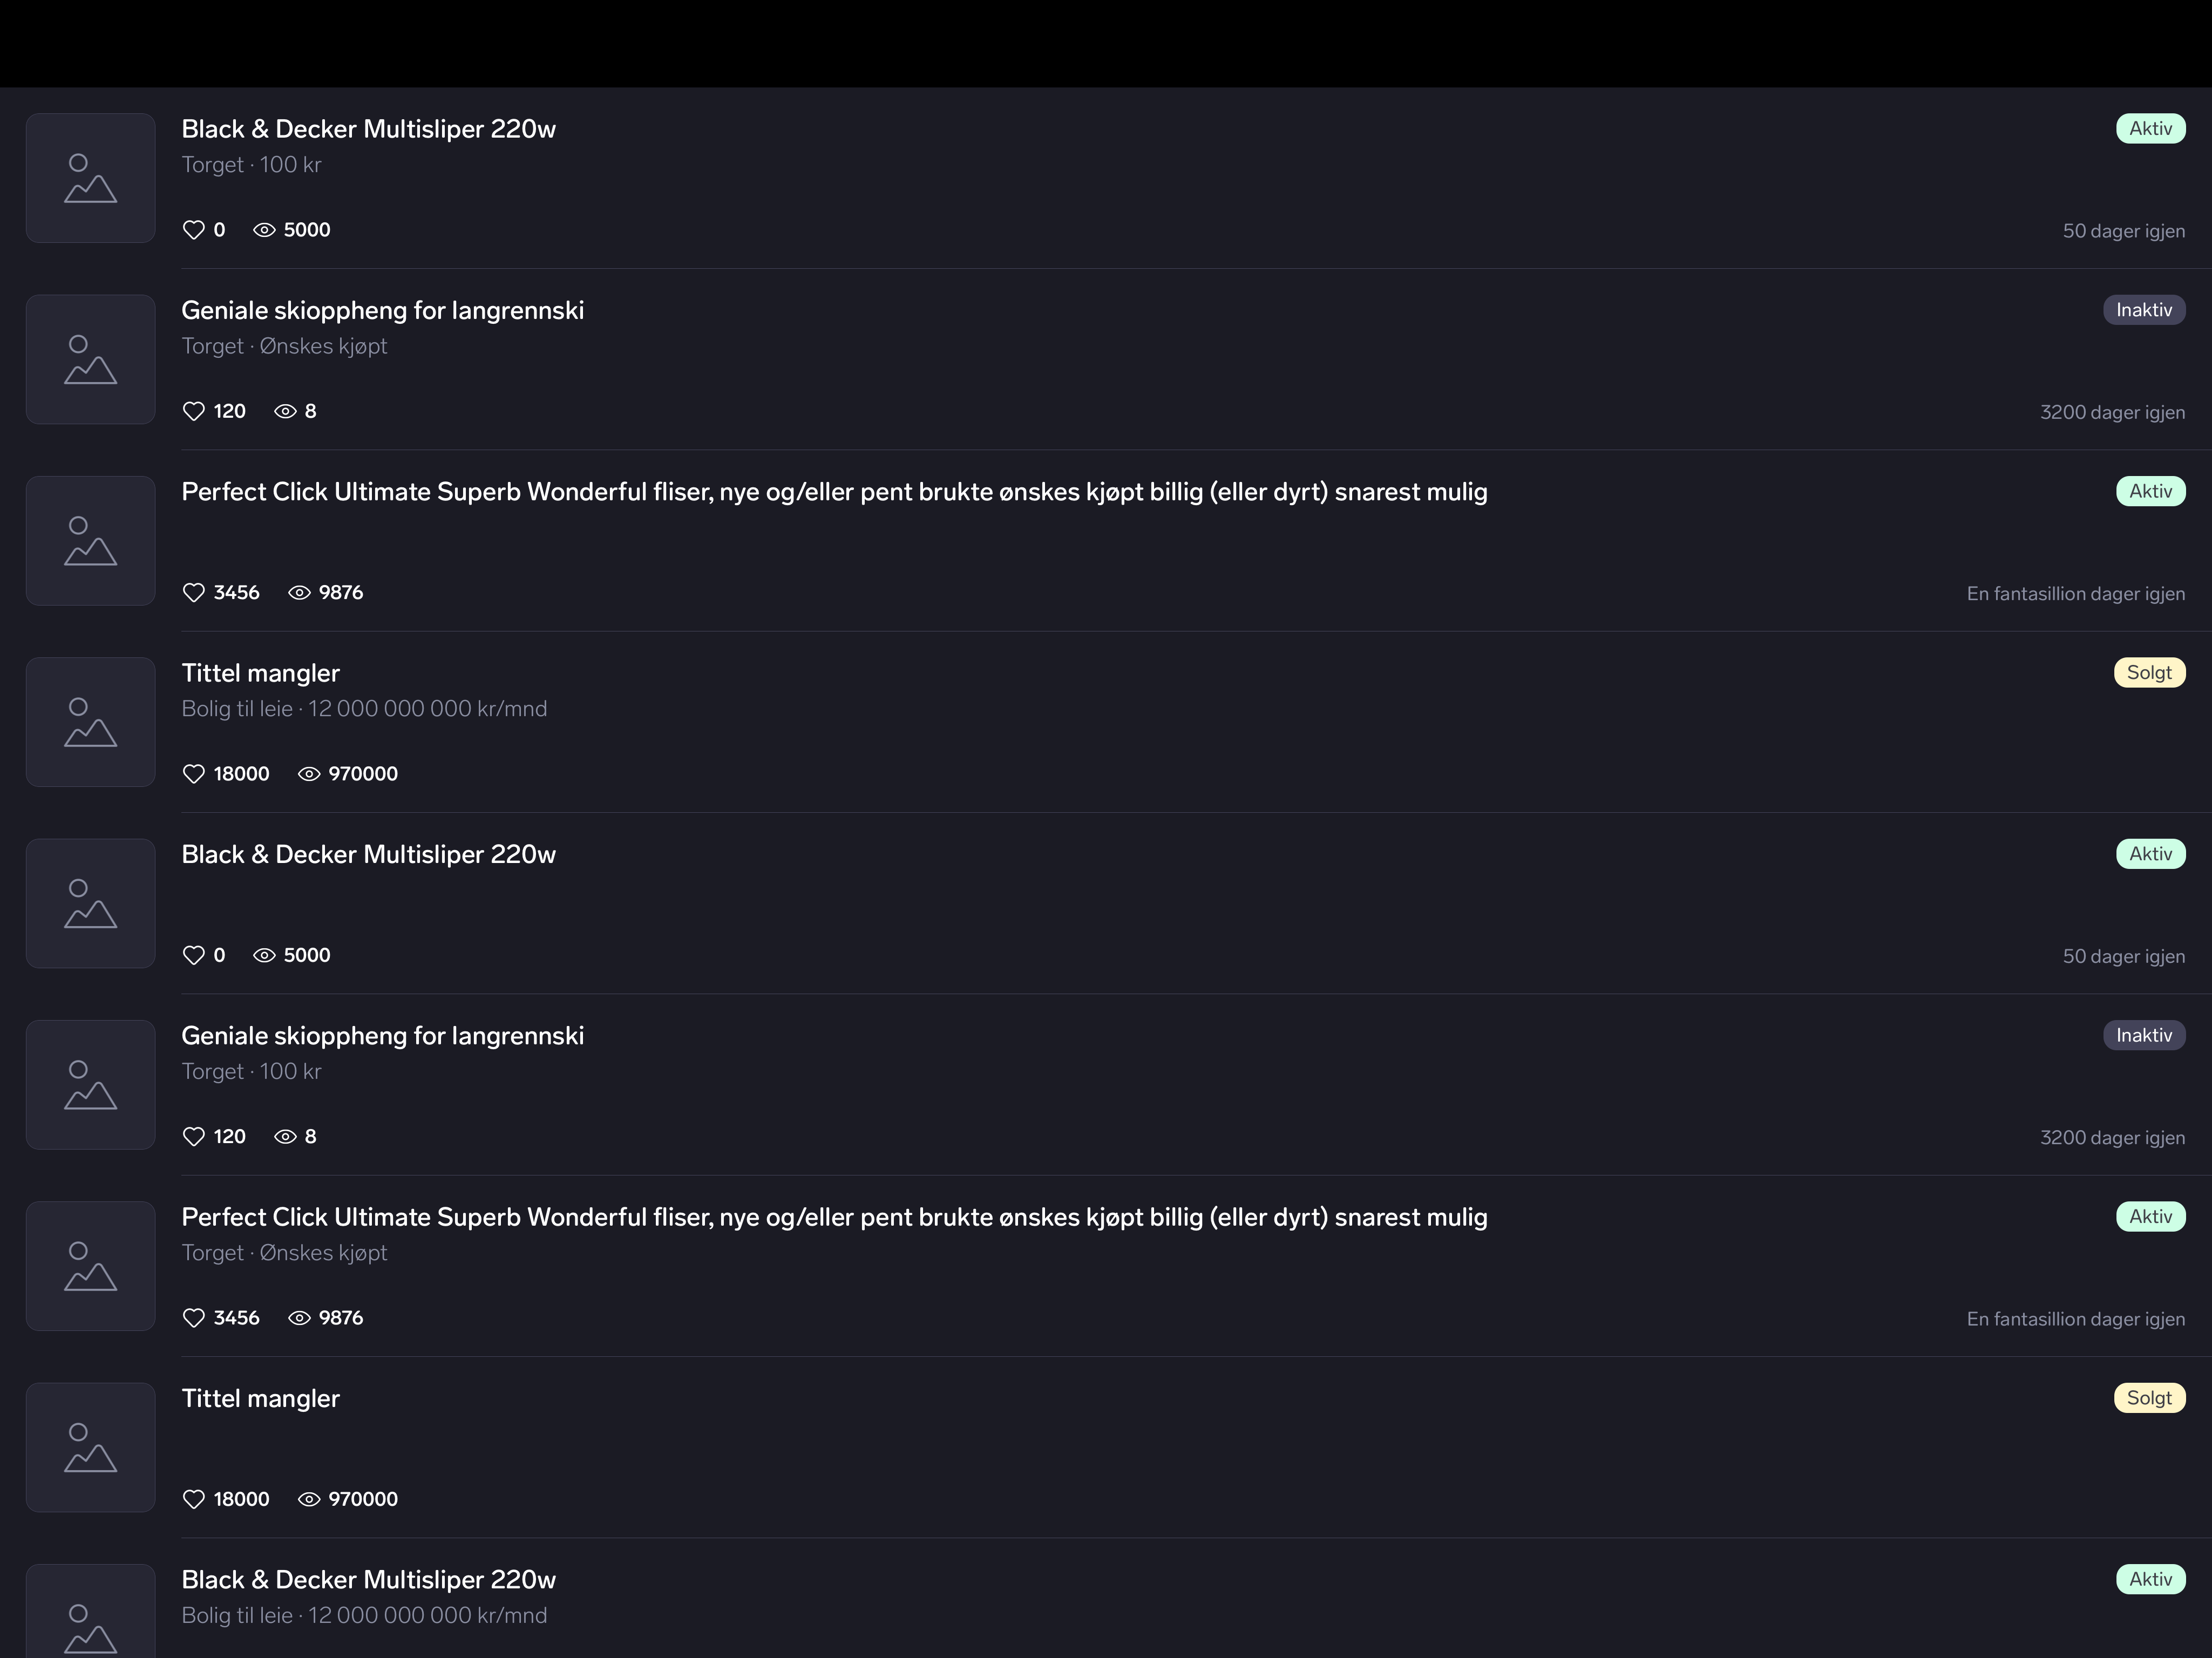 Black & Decker Multisliper 220w
Aktiv
Torget · 100 kr
0 5000
50 dager igjen
Geniale skioppheng for langrennski
Inaktiv
Torget · Ønskes kjøpt
120 8
3200 dager igjen
Perfect Click Ultimate Superb Wonderful fliser, nye og/eller pent brukte ønskes kjøpt billig (eller dyrt) snarest mulig
Aktiv
3456 9876
En fantasillion dager igjen
Tittel mangler
Solgt
Bolig til leie · 12 000 000 000 kr/mnd
18000 970000
Black & Decker Multisliper 220w
Aktiv
0 5000
50 dager igjen
Geniale skioppheng for langrennski
Inaktiv
Torget · 100 kr
120 8
3200 dager igjen
Perfect Click Ultimate Superb Wonderful fliser, nye og/eller pent brukte ønskes kjøpt billig (eller dyrt) snarest mulig
Aktiv
Torget · Ønskes kjøpt
3456 9876
En fantasillion dager igjen
Tittel mangler
Solgt
18000 970000
Black & Decker Multisliper 220w
Aktiv
Bolig til leie · 12 000 000 000 kr/mnd